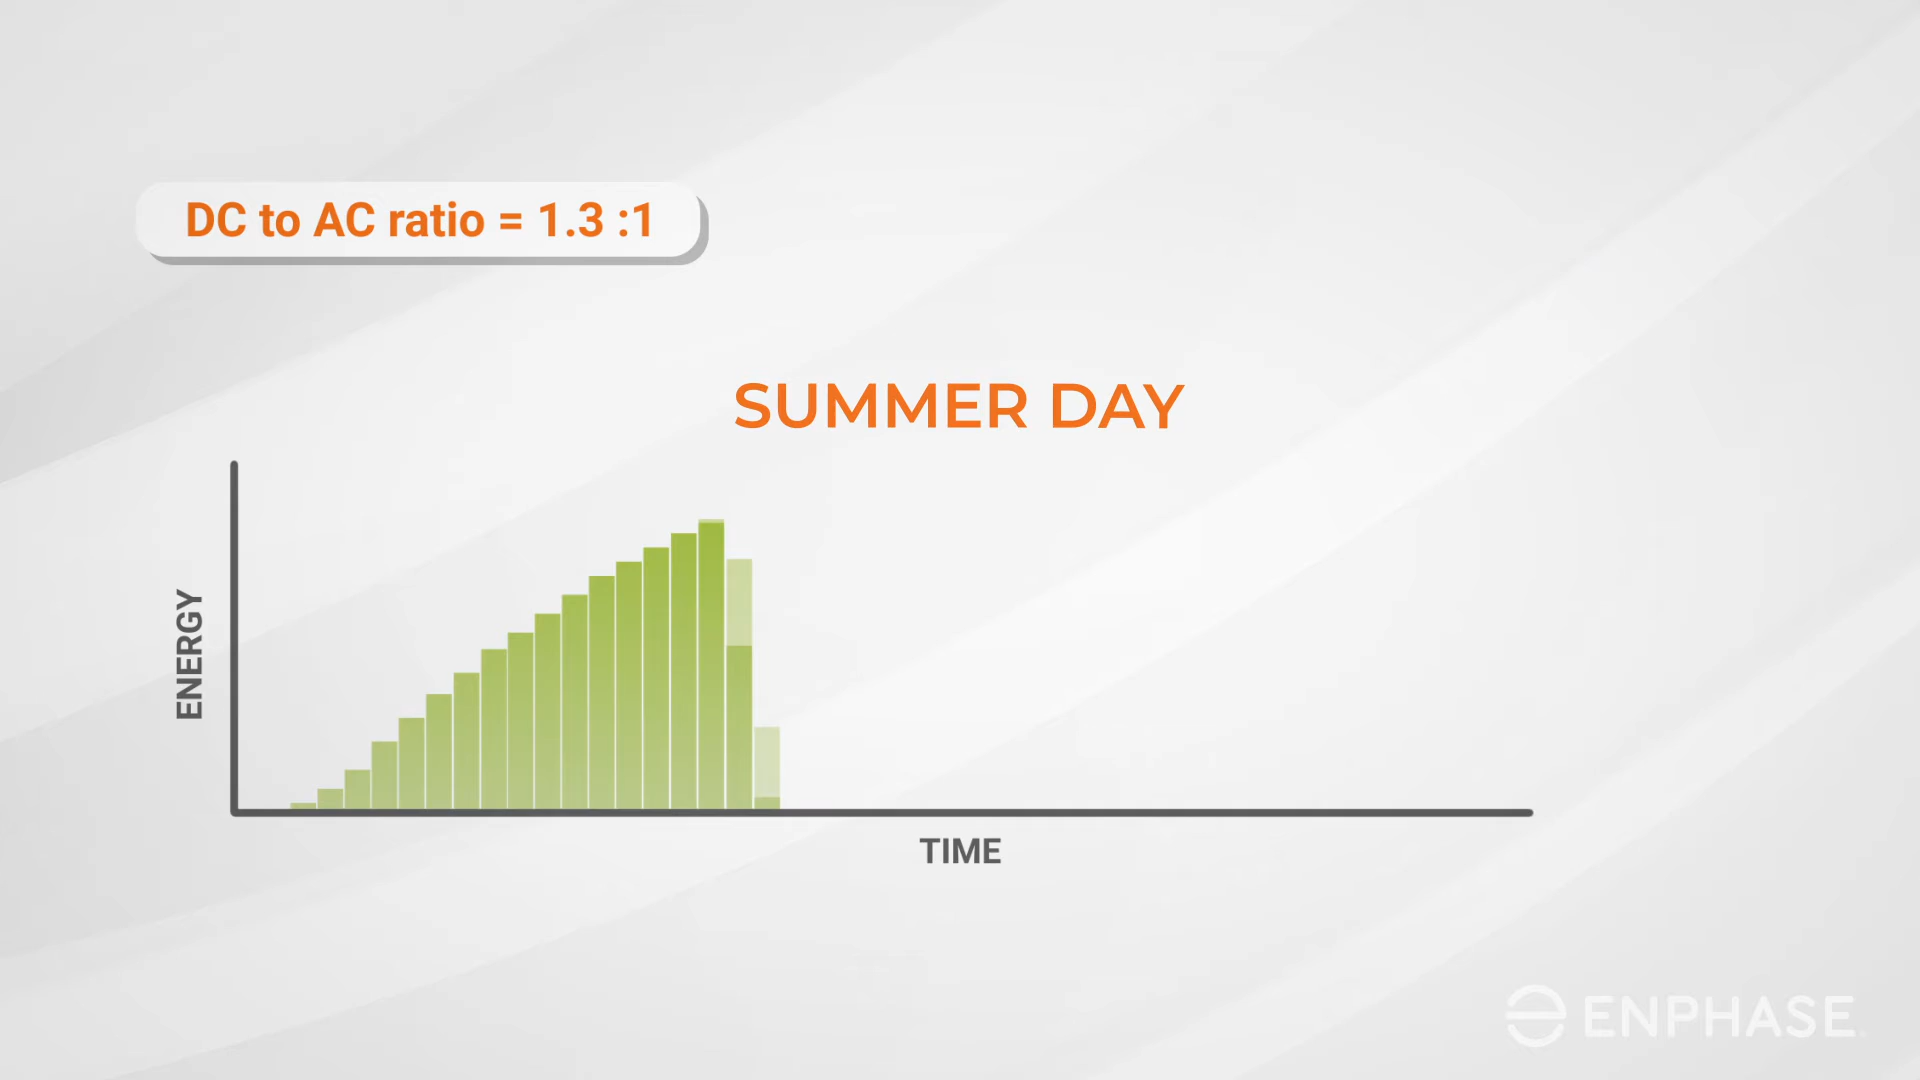 DC to AC ratio = 1.3 :1
SUMMER DAY
ENERGY
TIME
ENPHASE